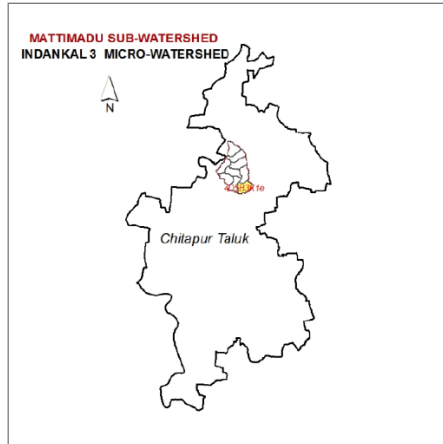 MATTIMADU SUB-WATERSHED
INDANKAL 3 MICRO-WATERSHED
N
Chitapur Taluk